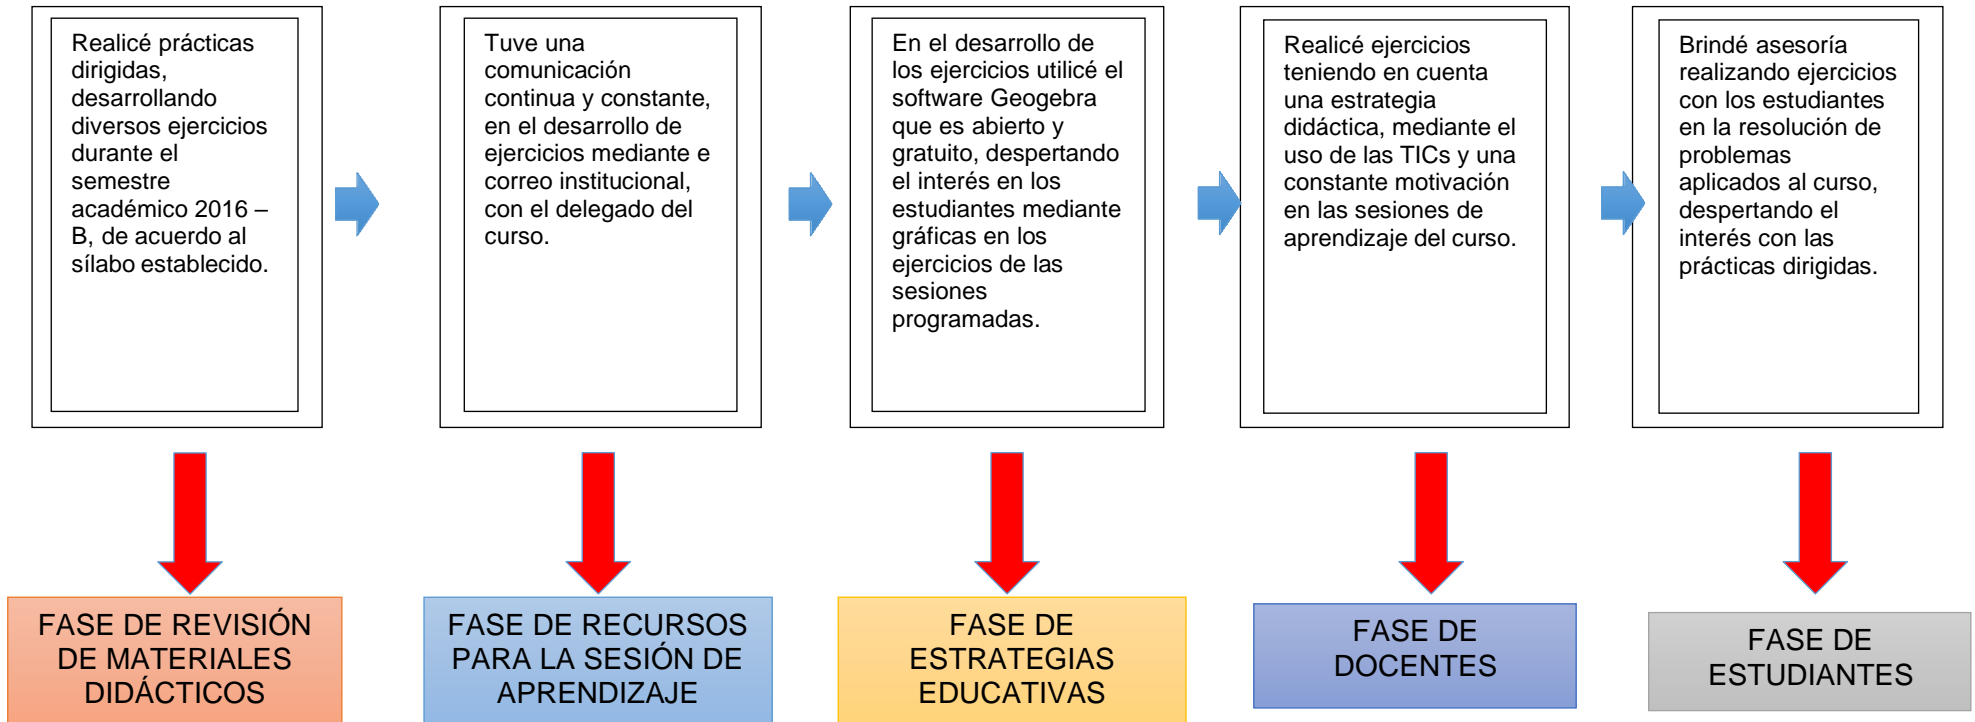 Realicé prácticas
dirigidas,
desarrollando
diversos ejercicios
durante el
semestre
académico 2016 –
B, de acuerdo al
sílabo establecido.
Tuve una
comunicación
continua y constante,
en el desarrollo de
ejercicios mediante e
correo institucional,
con el delegado del
curso.
En el desarrollo de
los ejercicios utilicé el
software Geogebra
que es abierto y
gratuito, despertando
el interés en los
estudiantes mediante
gráficas en los
ejercicios de las
sesiones
programadas.
Realicé ejercicios
teniendo en cuenta
una estrategia
didáctica, mediante el
uso de las TICs y una
constante motivación
en las sesiones de
aprendizaje del curso.
Brindé asesoría
realizando ejercicios
con los estudiantes
en la resolución de
problemas
aplicados al curso,
despertando el
interés con las
prácticas dirigidas.
FASE DE REVISIÓN
DE MATERIALES
DIDÁCTICOS
FASE DE RECURSOS
PARA LA SESIÓN DE
APRENDIZAJE
FASE DE
ESTRATEGIAS
EDUCATIVAS
FASE DE
DOCENTES
FASE DE
ESTUDIANTES